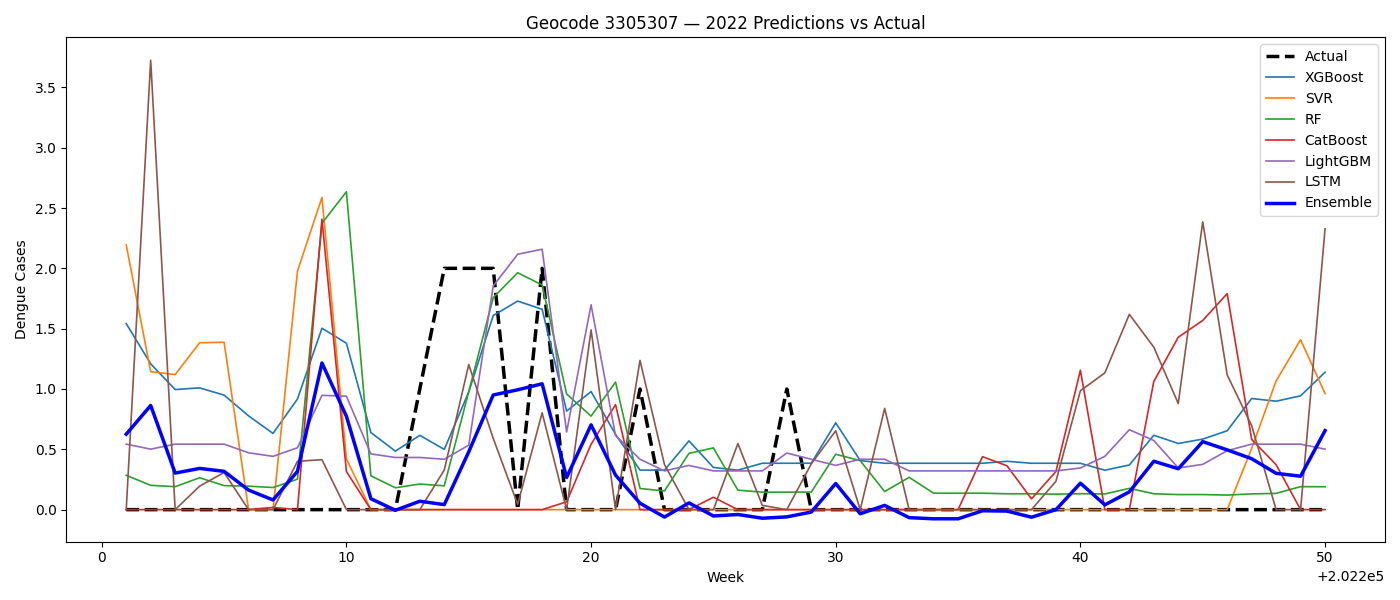 Geocode 3305307 — 2022 Predictions vs Actual
Dengue Cases
3.5
3.0
2.5
2.0
1.5
1.0
0.5
0.0
Actual
XGBoost
SVR
RF
CatBoost
LightGBM
LSTM
Ensemble
0 10 20 30 40 50
Week
+2.022e5